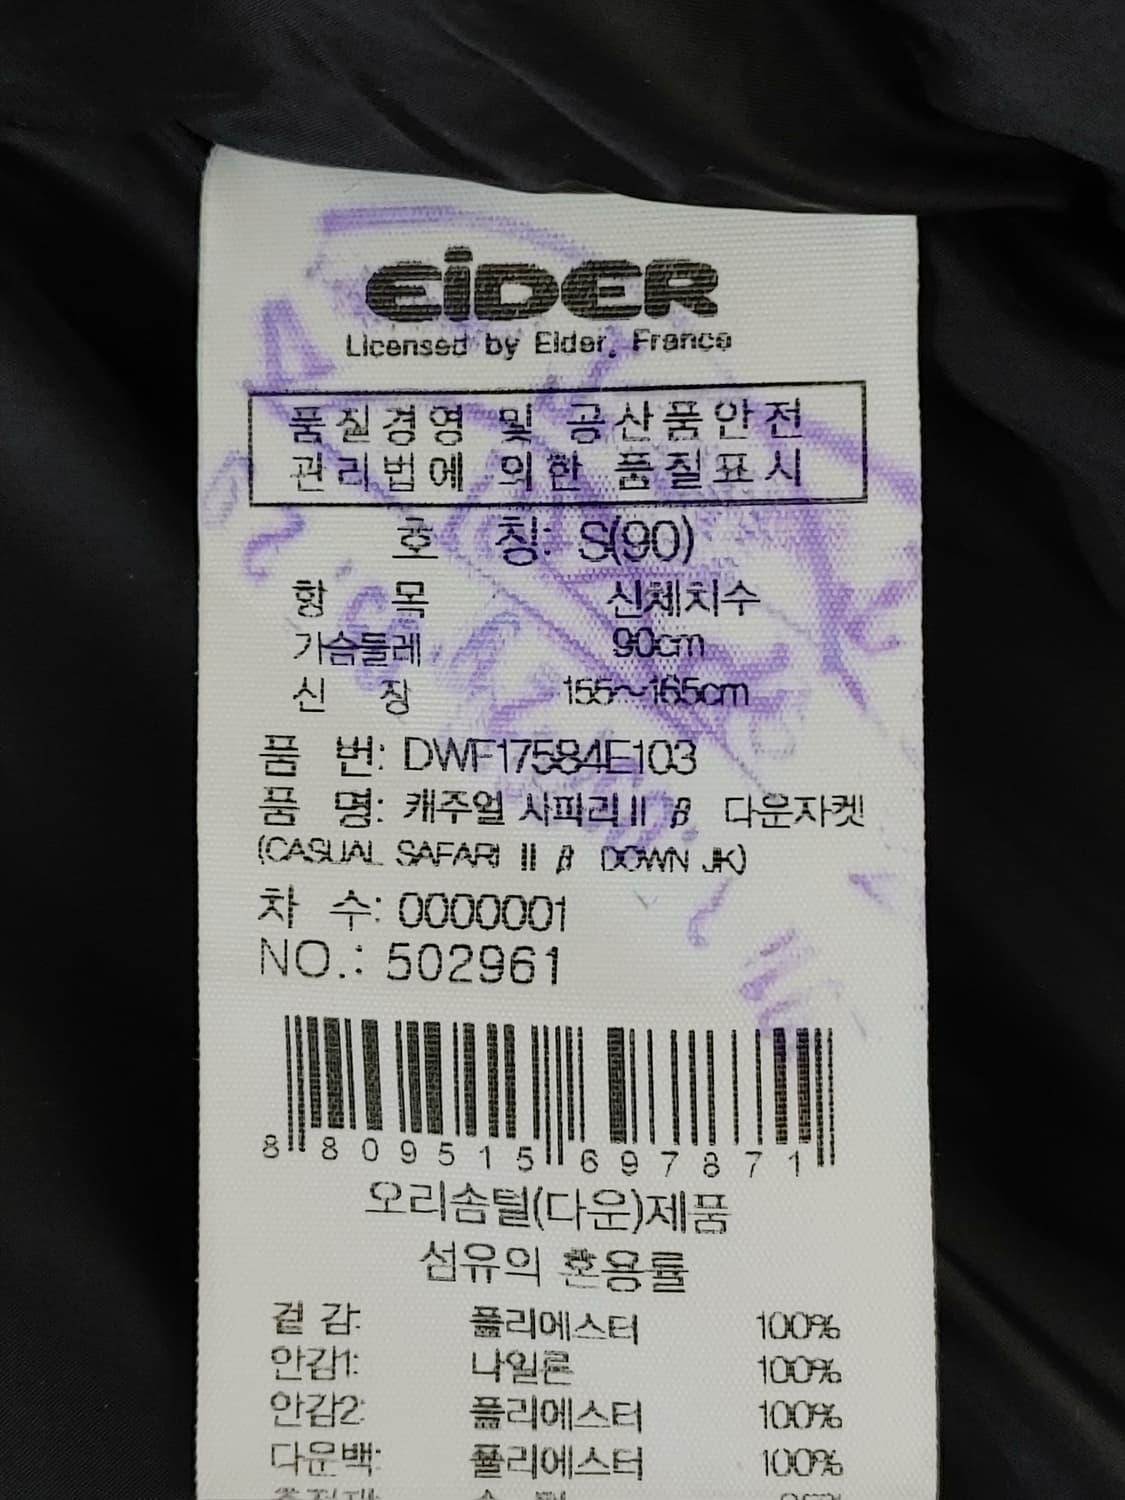 EiDER
Licensed by Eider, France
품질경영 및 공산품안전
관리법에 의한 품질표시
호 칭: S(90)
항 목 신체치수
가슴둘레 90cm
신 장 155~165cm
품 번: DWF17584E103
품 명: 캐주얼 사파리II β 다운자켓
(CASUAL SAFARI II β DOWN JK)
차 수: 0000001
NO.: 502961
8 809515 697871
오리솜털(다운)제품
섬유의 혼용률
겉 감: 폴리에스터 100%
안감1: 나일론 100%
안감2: 폴리에스터 100%
다운백: 폴리에스터 100%